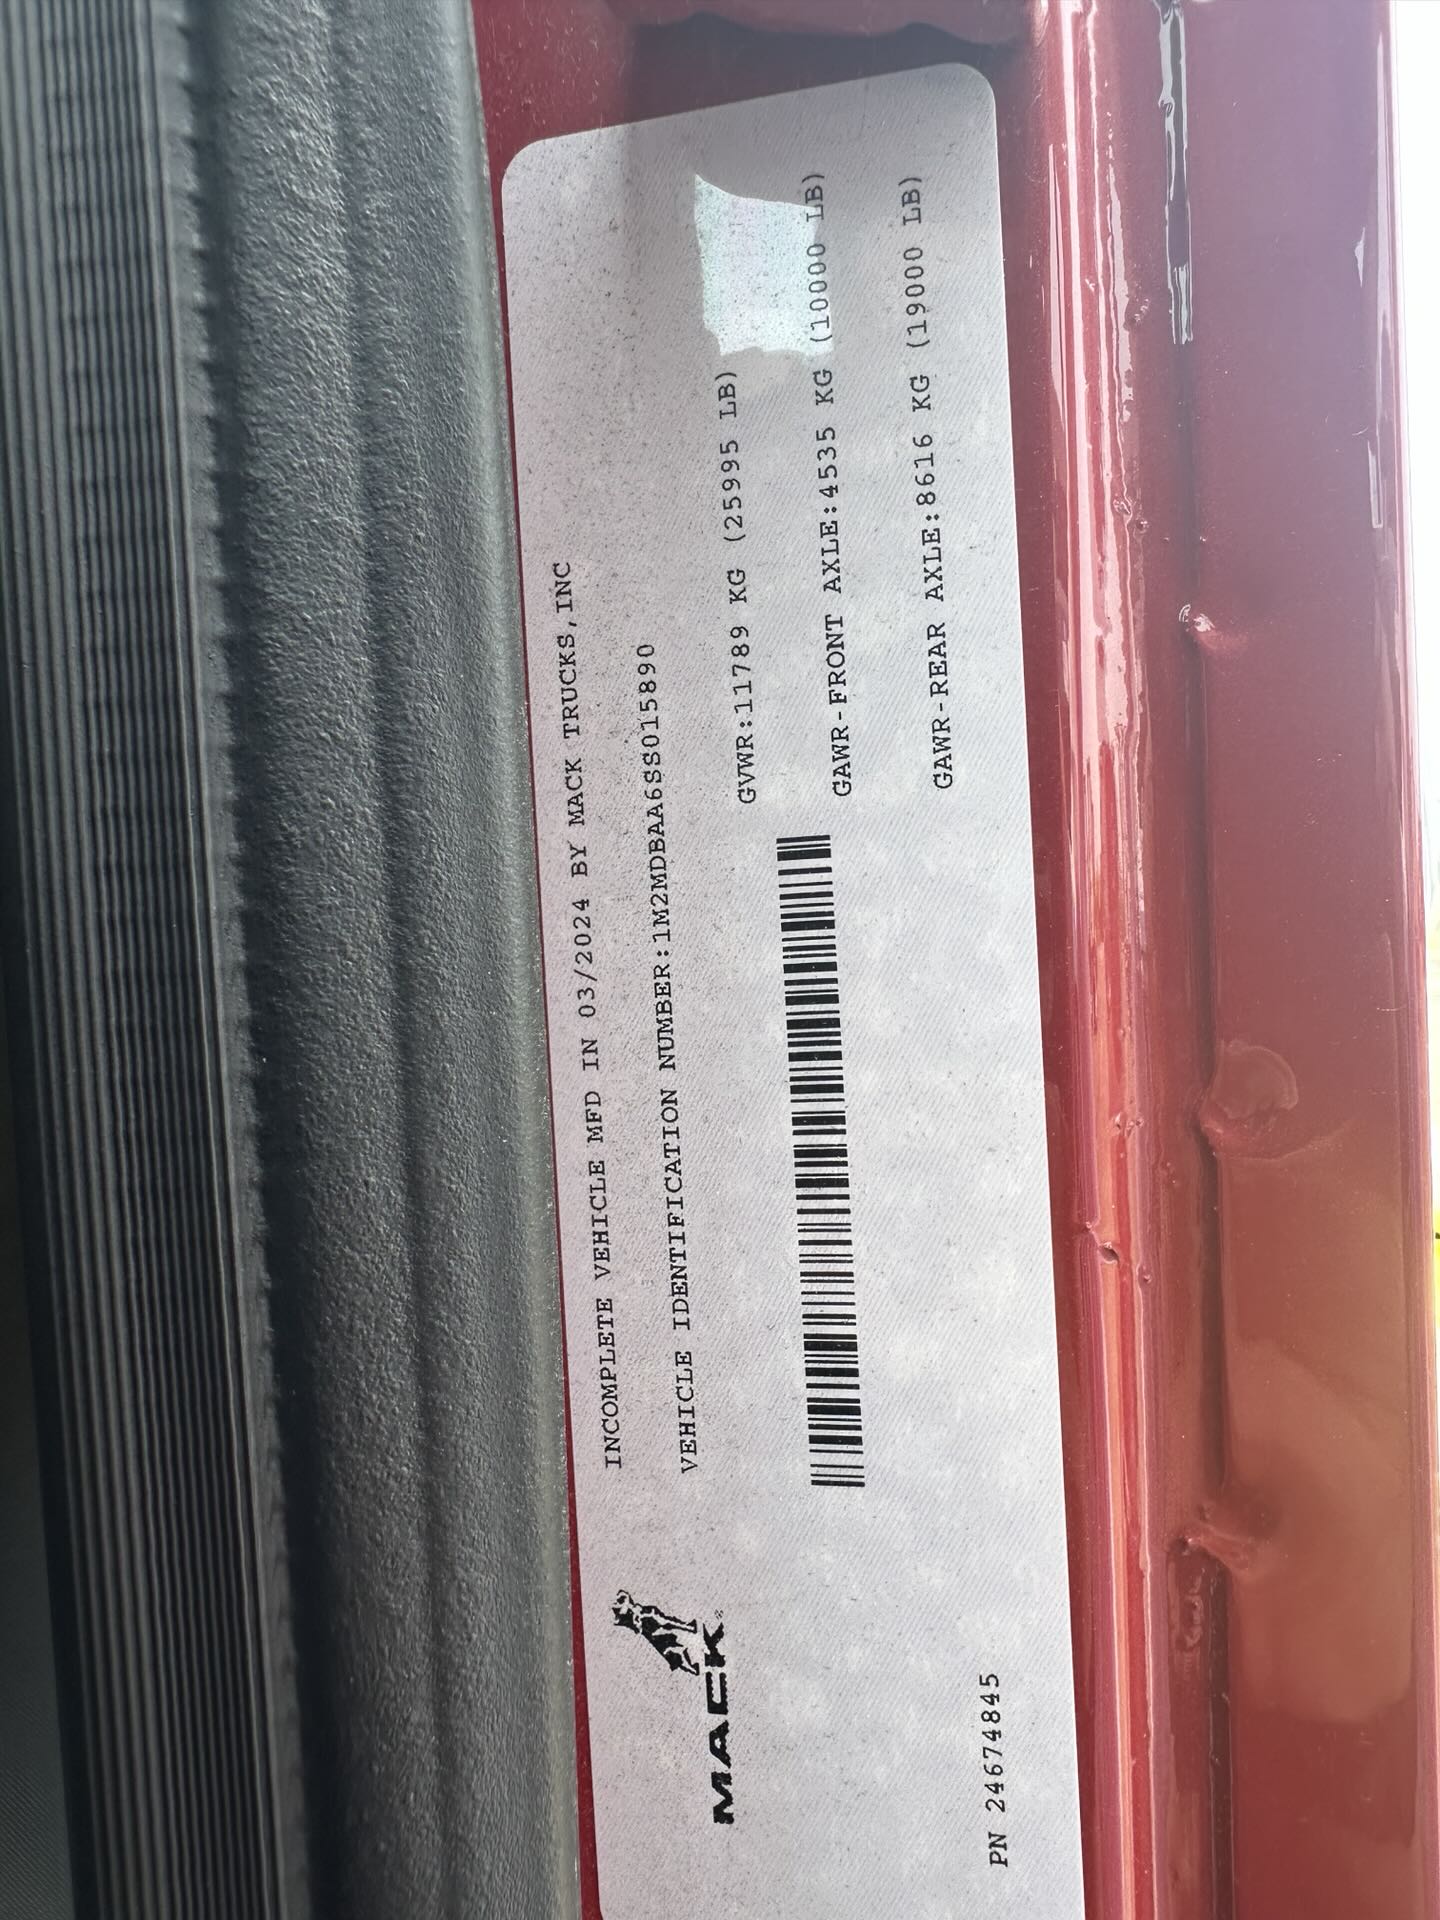 INCOMPLETE VEHICLE MFD IN 03/2024 BY MACK TRUCKS,INC
VEHICLE IDENTIFICATION NUMBER:1M2MDBAA6SS015890
MACK®
GVWR:11789 KG (25995 LB)
GAWR-FRONT AXLE:4535 KG (10000 LB)
GAWR-REAR AXLE:8616 KG (19000 LB)
PN 24674845